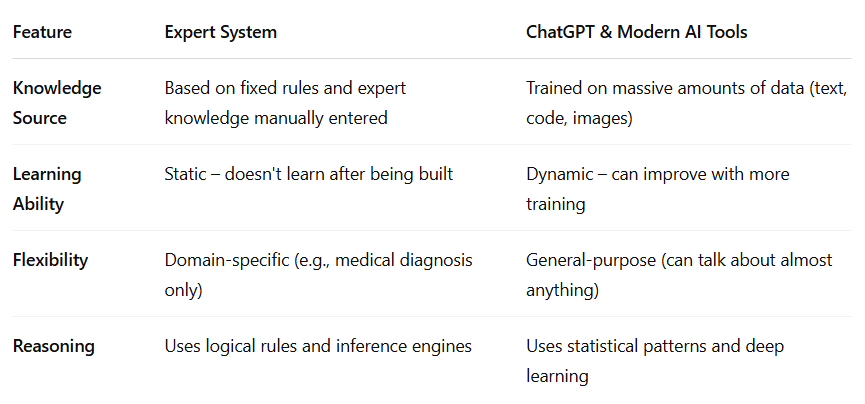 Feature Expert System ChatGPT & Modern AI Tools
Knowledge Source Based on fixed rules and expert knowledge manually entered Trained on massive amounts of data (text, code, images)
Learning Ability Static – doesn't learn after being built Dynamic – can improve with more training
Flexibility Domain-specific (e.g., medical diagnosis only) General-purpose (can talk about almost anything)
Reasoning Uses logical rules and inference engines Uses statistical patterns and deep learning